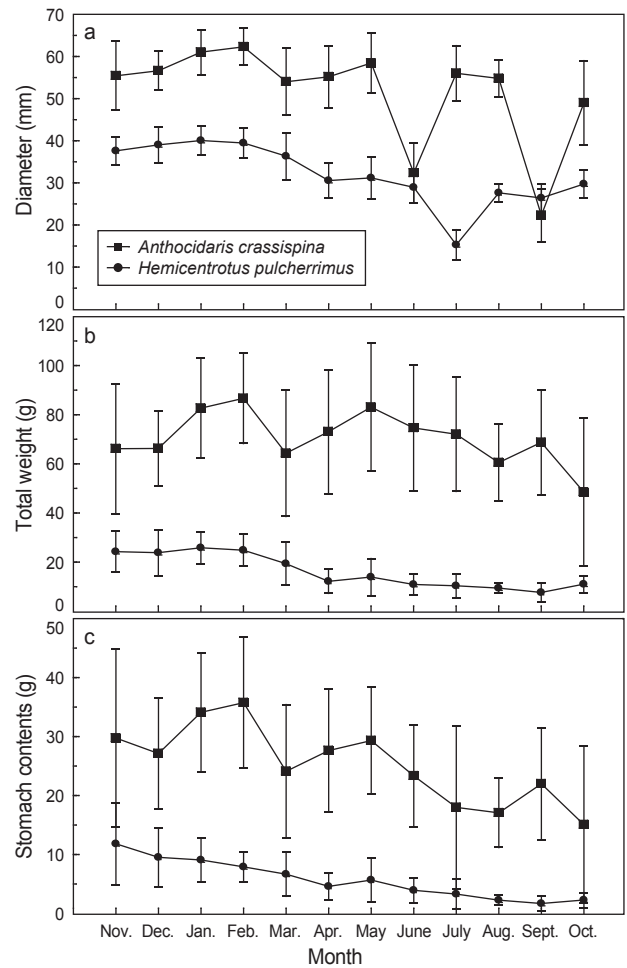 a
Diameter (mm)
70
60
50
40
30
20
10
0
Anthocidaris crassispina
Hemicentrotus pulcherrimus
b
Total weight (g)
120
100
80
60
40
20
0
c
Stomach contents (g)
50
40
30
20
10
0
Nov. Dec. Jan. Feb. Mar. Apr. May June July Aug. Sept. Oct.
Month